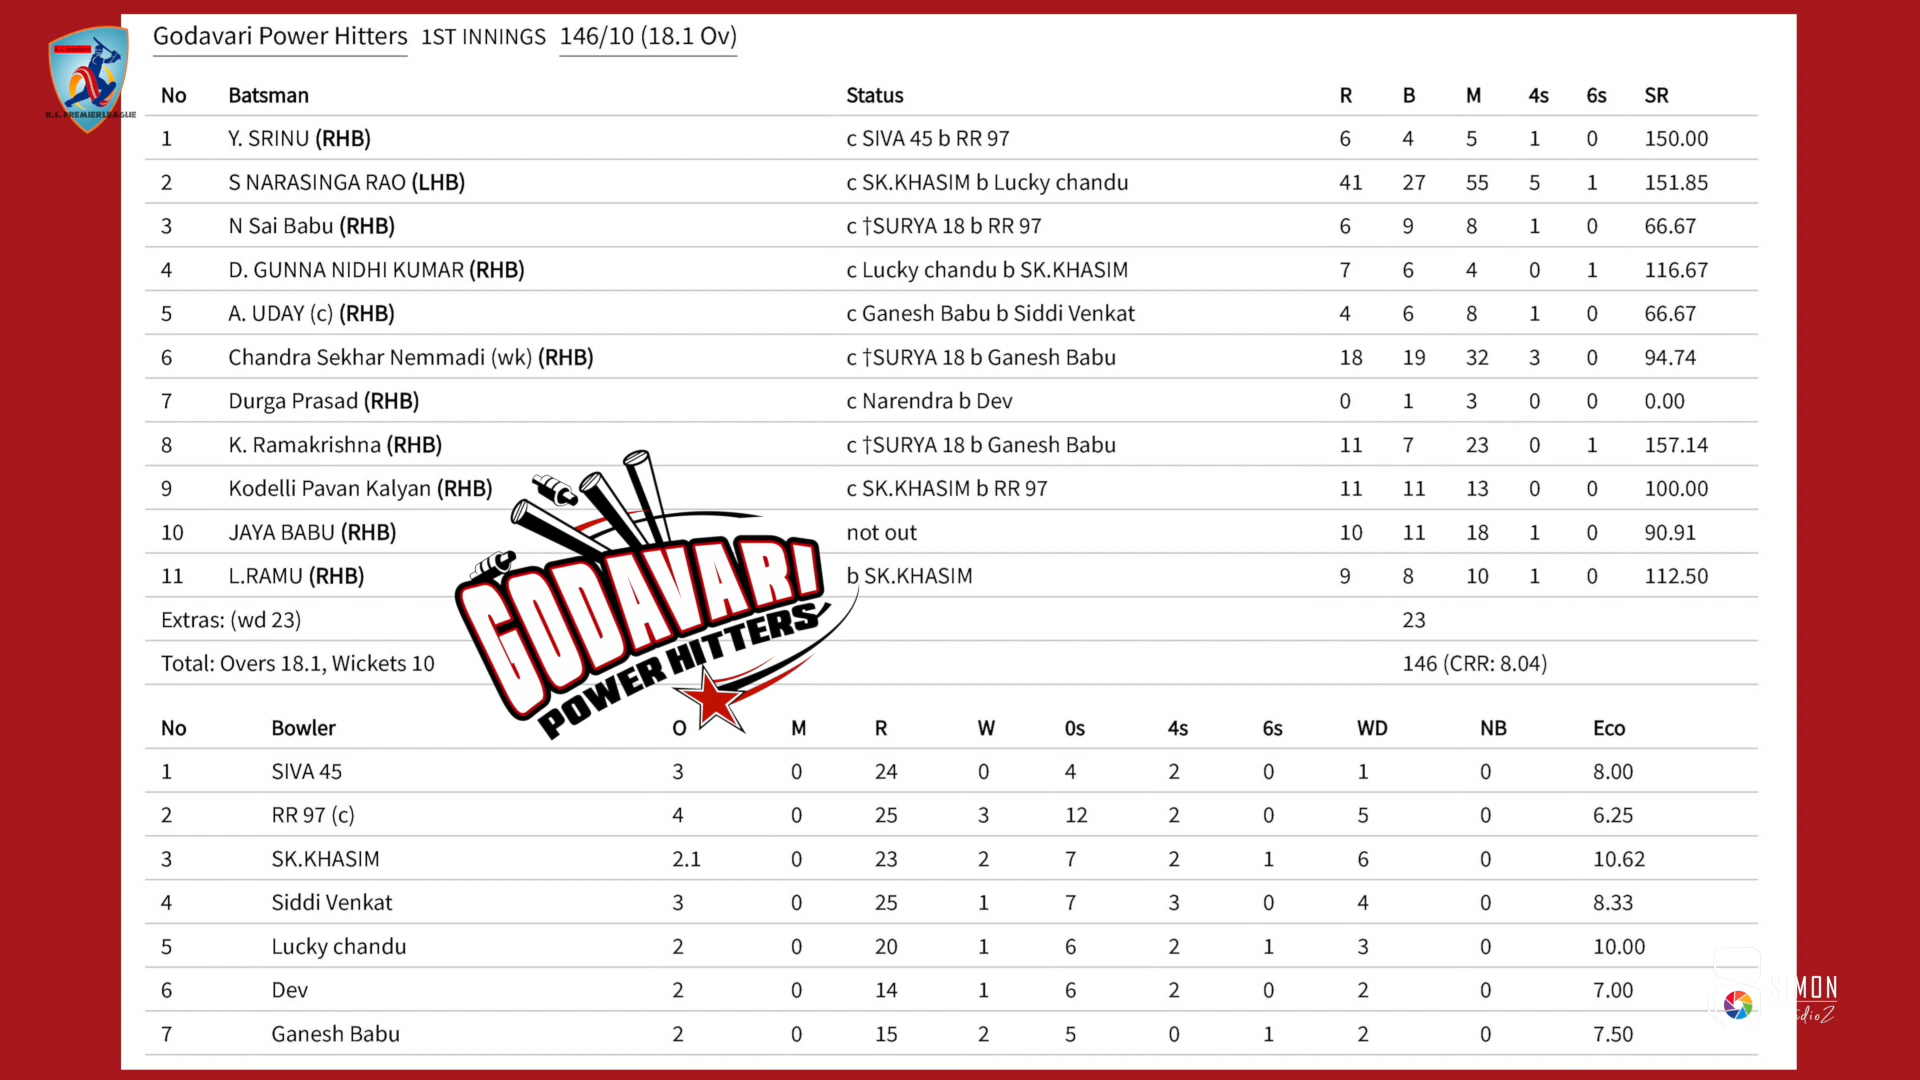 Godavari Power Hitters 1ST INNINGS 146/10 (18.1 Ov)
R.S. PREMIER LEAGUE
No Batsman Status R B M 4s 6s SR
1 Y. SRINU (RHB) c SIVA 45 b RR 97 6 4 5 1 0 150.00
2 S NARASINGA RAO (LHB) c SK.KHASIM b Lucky chandu 41 27 55 5 1 151.85
3 N Sai Babu (RHB) c †SURYA 18 b RR 97 6 9 8 1 0 66.67
4 D. GUNNA NIDHI KUMAR (RHB) c Lucky chandu b SK.KHASIM 7 6 4 0 1 116.67
5 A. UDAY (c) (RHB) c Ganesh Babu b Siddi Venkat 4 6 8 1 0 66.67
6 Chandra Sekhar Nemmadi (wk) (RHB) c †SURYA 18 b Ganesh Babu 18 19 32 3 0 94.74
7 Durga Prasad (RHB) c Narendra b Dev 0 1 3 0 0 0.00
8 K. Ramakrishna (RHB) c †SURYA 18 b Ganesh Babu 11 7 23 0 1 157.14
9 Kodelli Pavan Kalyan (RHB) c SK.KHASIM b RR 97 11 11 13 0 0 100.00
10 JAYA BABU (RHB) not out 10 11 18 1 0 90.91
11 L.RAMU (RHB) b SK.KHASIM 9 8 10 1 0 112.50
Extras: (wd 23) 23
Total: Overs 18.1, Wickets 10 146 (CRR: 8.04)
GODAVARI
POWER HITTERS
No Bowler O M R W 0s 4s 6s WD NB Eco
1 SIVA 45 3 0 24 0 4 2 0 1 0 8.00
2 RR 97 (c) 4 0 25 3 12 2 0 5 0 6.25
3 SK.KHASIM 2.1 0 23 2 7 2 1 6 0 10.62
4 Siddi Venkat 3 0 25 1 7 3 0 4 0 8.33
5 Lucky chandu 2 0 20 1 6 2 1 3 0 10.00
6 Dev 2 0 14 1 6 2 0 2 0 7.00
7 Ganesh Babu 2 0 15 2 5 0 1 2 0 7.50
SIMON